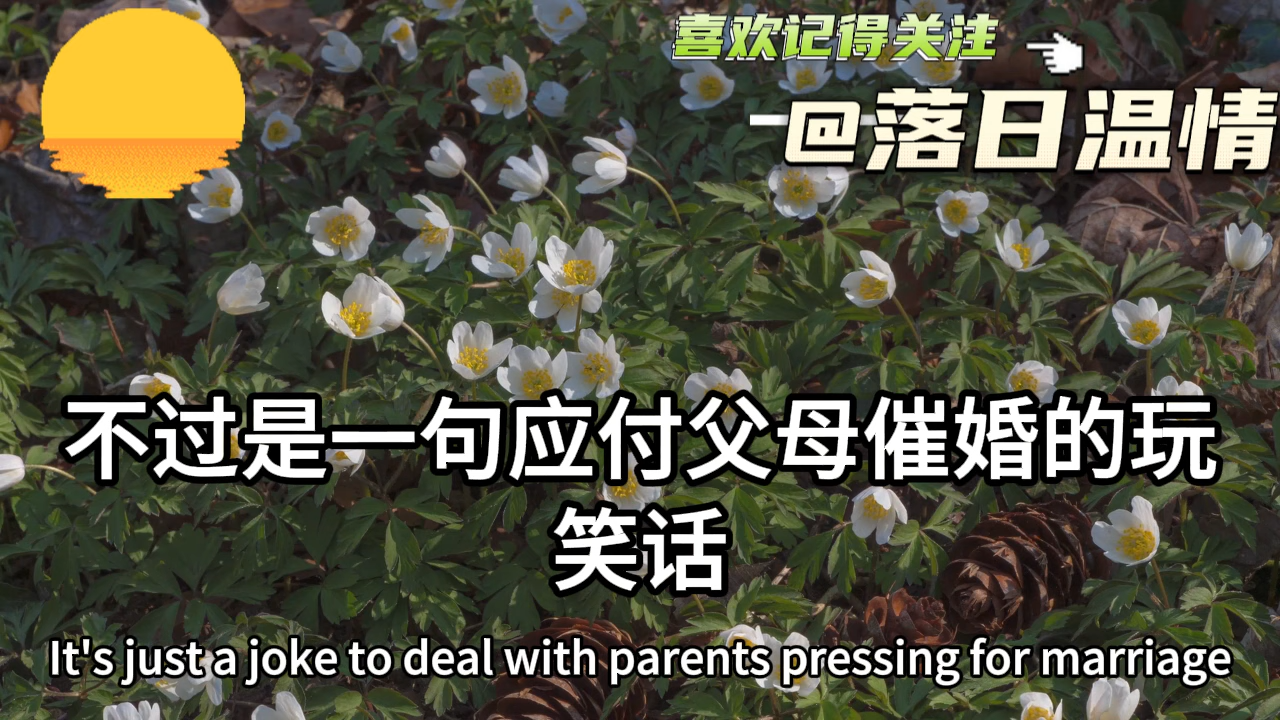 喜欢记得关注
@落日温情
不过是一句应付父母催婚的玩
笑话
It's just a joke to deal with parents pressing for marriage